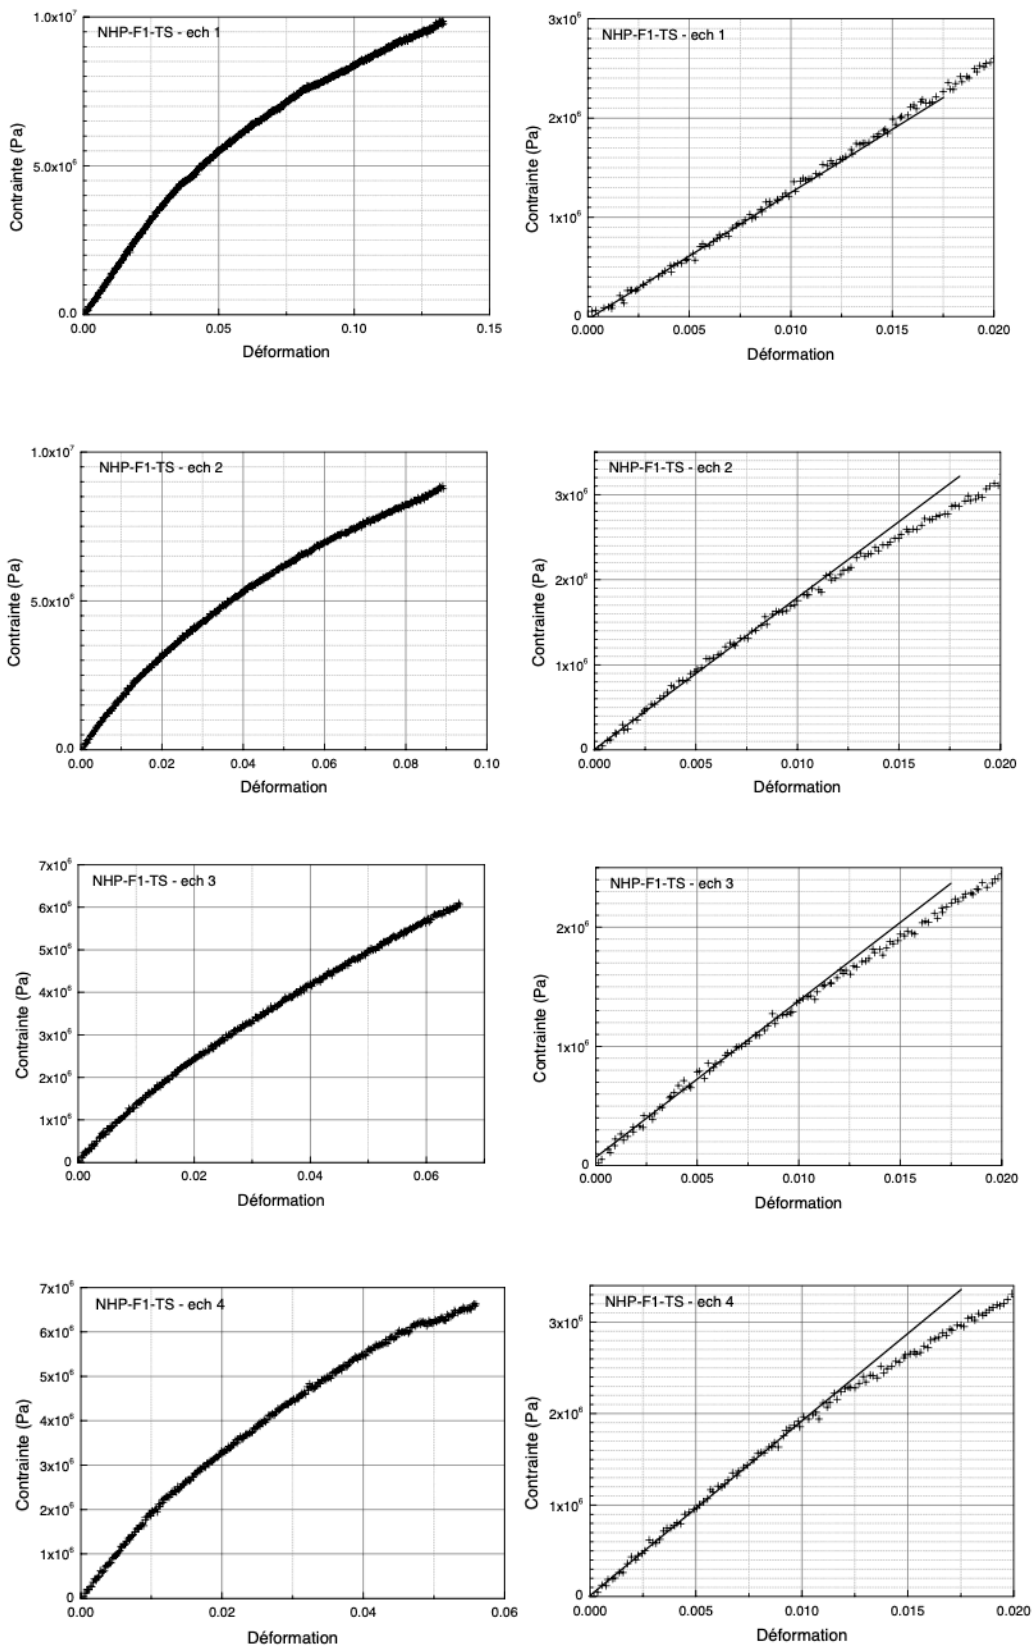 NHP-F1-TS - ech 1
1.0x10⁷
5.0x10⁶
0.0
0.00 0.05 0.10 0.15
Contrainte (Pa)
Déformation
NHP-F1-TS - ech 1
3x10⁶
2x10⁶
1x10⁶
0
0.000 0.005 0.010 0.015 0.020
Contrainte (Pa)
Déformation
NHP-F1-TS - ech 2
1.0x10⁷
5.0x10⁶
0.0
0.00 0.02 0.04 0.06 0.08 0.10
Contrainte (Pa)
Déformation
NHP-F1-TS - ech 2
3x10⁶
2x10⁶
1x10⁶
0
0.000 0.005 0.010 0.015 0.020
Contrainte (Pa)
Déformation
NHP-F1-TS - ech 3
7x10⁶
6x10⁶
5x10⁶
4x10⁶
3x10⁶
2x10⁶
1x10⁶
0
0.00 0.02 0.04 0.06
Contrainte (Pa)
Déformation
NHP-F1-TS - ech 3
2x10⁶
1x10⁶
0
0.000 0.005 0.010 0.015 0.020
Contrainte (Pa)
Déformation
NHP-F1-TS - ech 4
7x10⁶
6x10⁶
5x10⁶
4x10⁶
3x10⁶
2x10⁶
1x10⁶
0
0.00 0.02 0.04 0.06
Contrainte (Pa)
Déformation
NHP-F1-TS - ech 4
3x10⁶
2x10⁶
1x10⁶
0
0.000 0.005 0.010 0.015 0.020
Contrainte (Pa)
Déformation